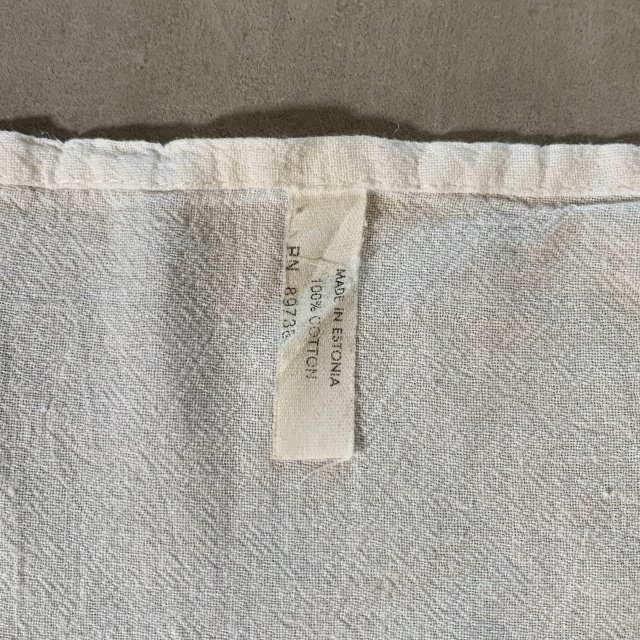 MADE IN ESTONIA
100% COTTON
RN 89736